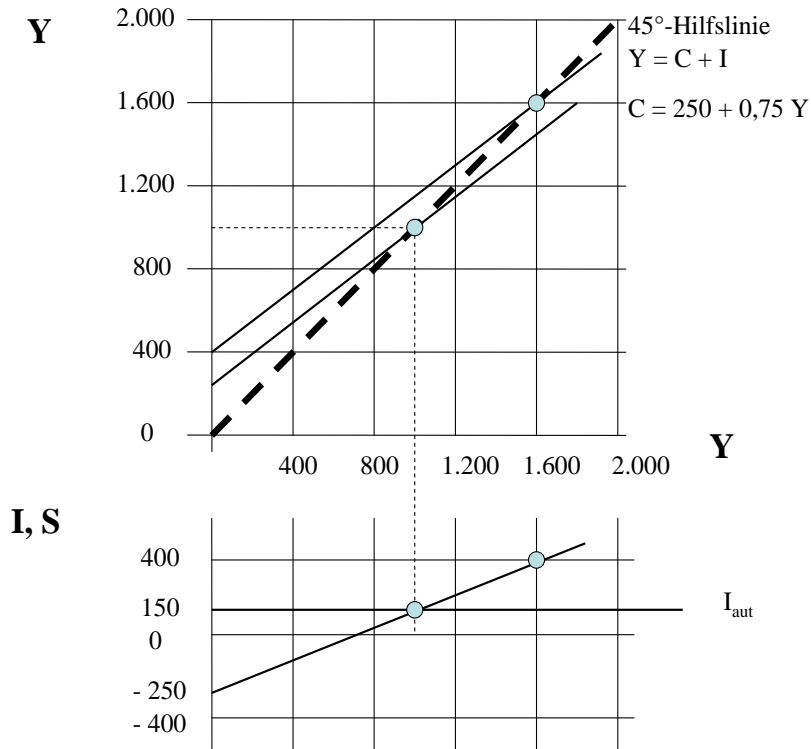 Y
2.000
1.600
1.200
800
400
0
45°-Hilfslinie
Y = C + I
C = 250 + 0,75 Y
400 800 1.200 1.600 2.000
Y
I, S
400
150
0
- 250
- 400
I aut